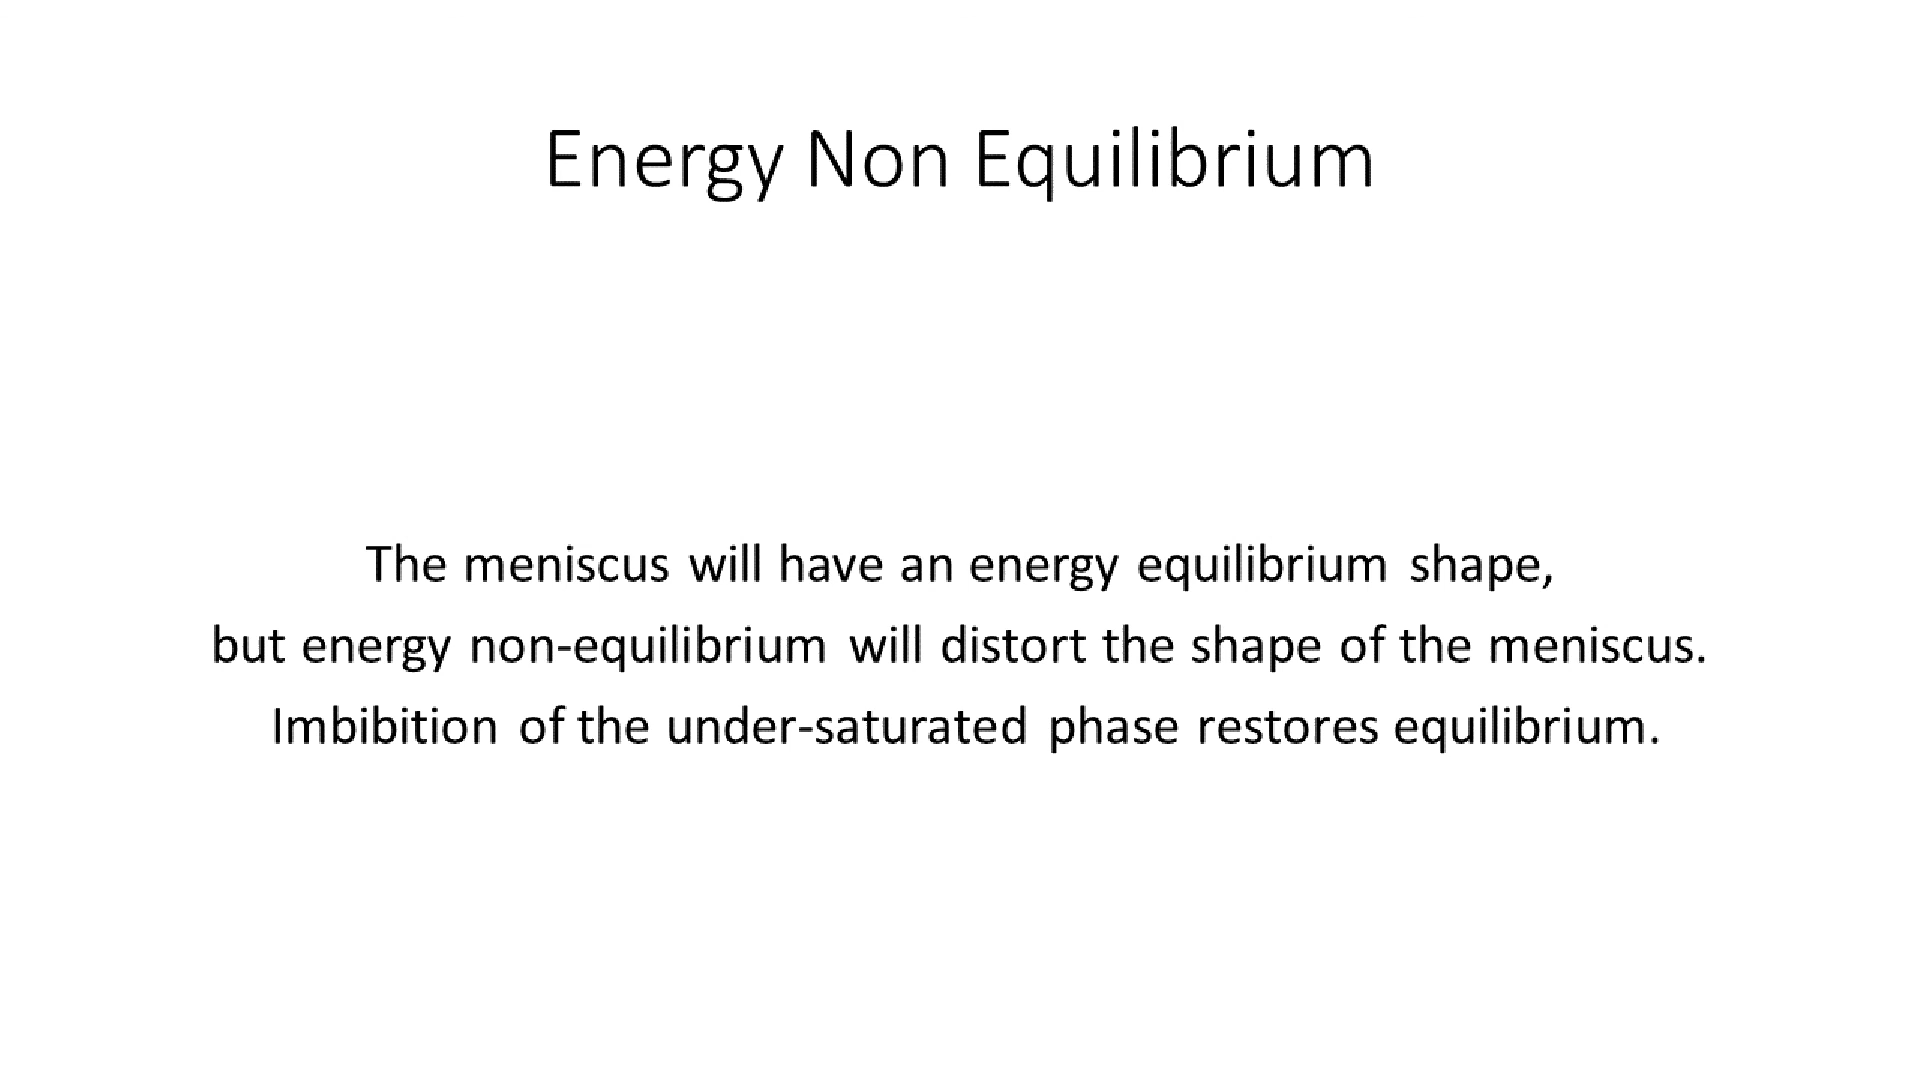 Energy Non Equilibrium
The meniscus will have an energy equilibrium shape,
but energy non-equilibrium will distort the shape of the meniscus.
Imbibition of the under-saturated phase restores equilibrium.